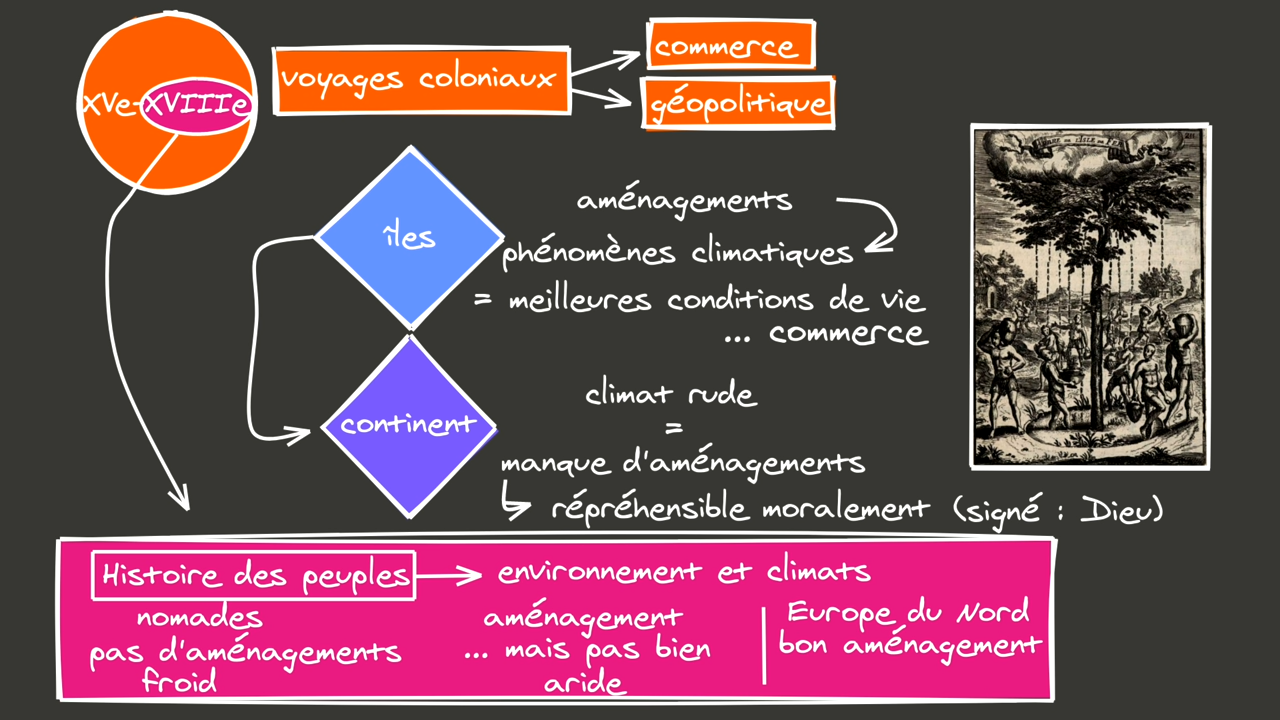 XVe-XVIIIe
voyages coloniaux
commerce
géopolitique
îles
aménagements
phénomènes climatiques
= meilleures conditions de vie
... commerce
continent
climat rude
=
manque d'aménagements
répréhensible moralement (signé : Dieu)
Histoire des peuples
environnement et climats
nomades
pas d'aménagements
froid
aménagement
... mais pas bien
aride
Europe du Nord
bon aménagement